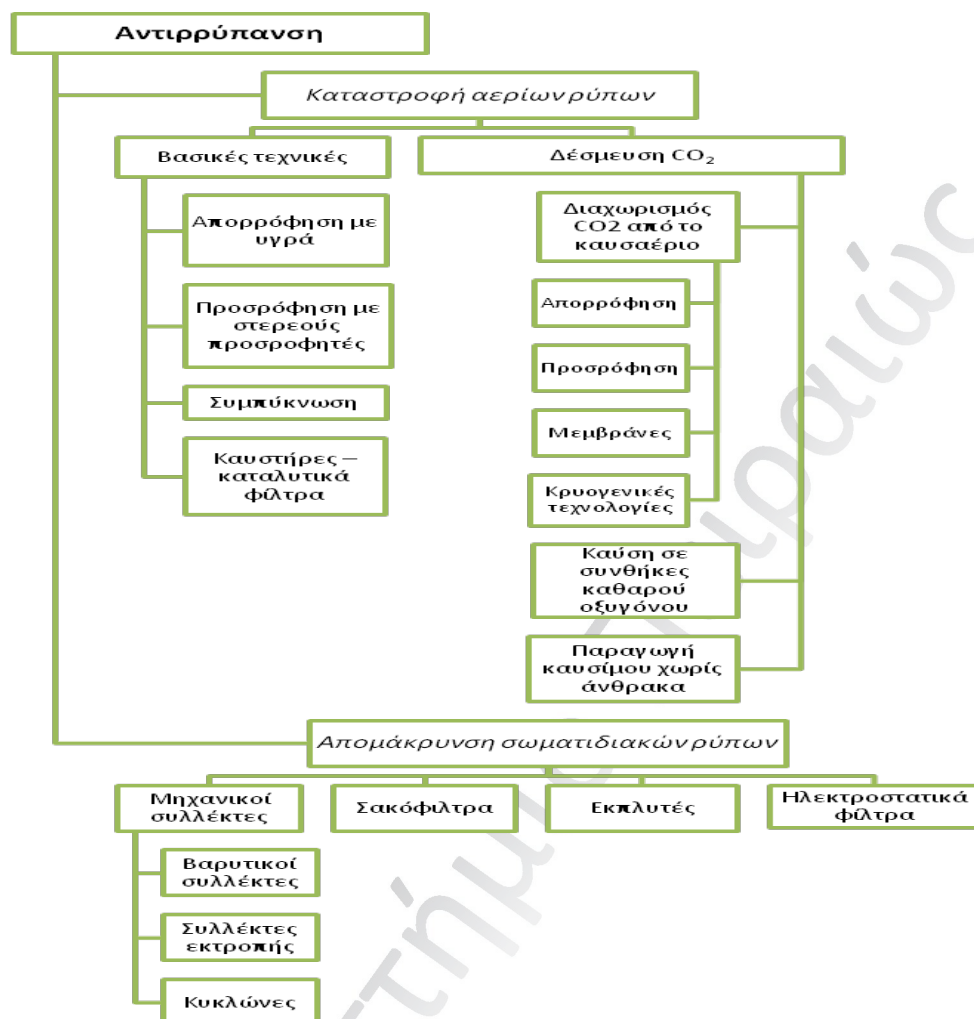 Αντιρρύπανση
Καταστροφή αερίων ρύπων
Βασικές τεχνικές
Απορρόφηση με
υγρά
Προσρόφηση με
στερεούς
προσροφητές
Συμπύκνωση
Καυστήρες –
καταλυτικά
φίλτρα
Δέσμευση CO₂
Διαχωρισμός
CO2 από το
καυσαέριο
Απορρόφηση
Προσρόφηση
Μεμβράνες
Κρυογενικές
τεχνολογίες
Καύση σε
συνθήκες
καθαρού
οξυγόνου
Παραγωγή
καυσίμου χωρίς
άνθρακα
Απομάκρυνση σωματιδιακών ρύπων
Μηχανικοί
συλλέκτες
Βαρυτικοί
συλλέκτες
Συλλέκτες
εκτροπής
Κυκλώνες
Σακόφιλτρα
Εκπλυτές
Ηλεκτροστατικά
φίλτρα